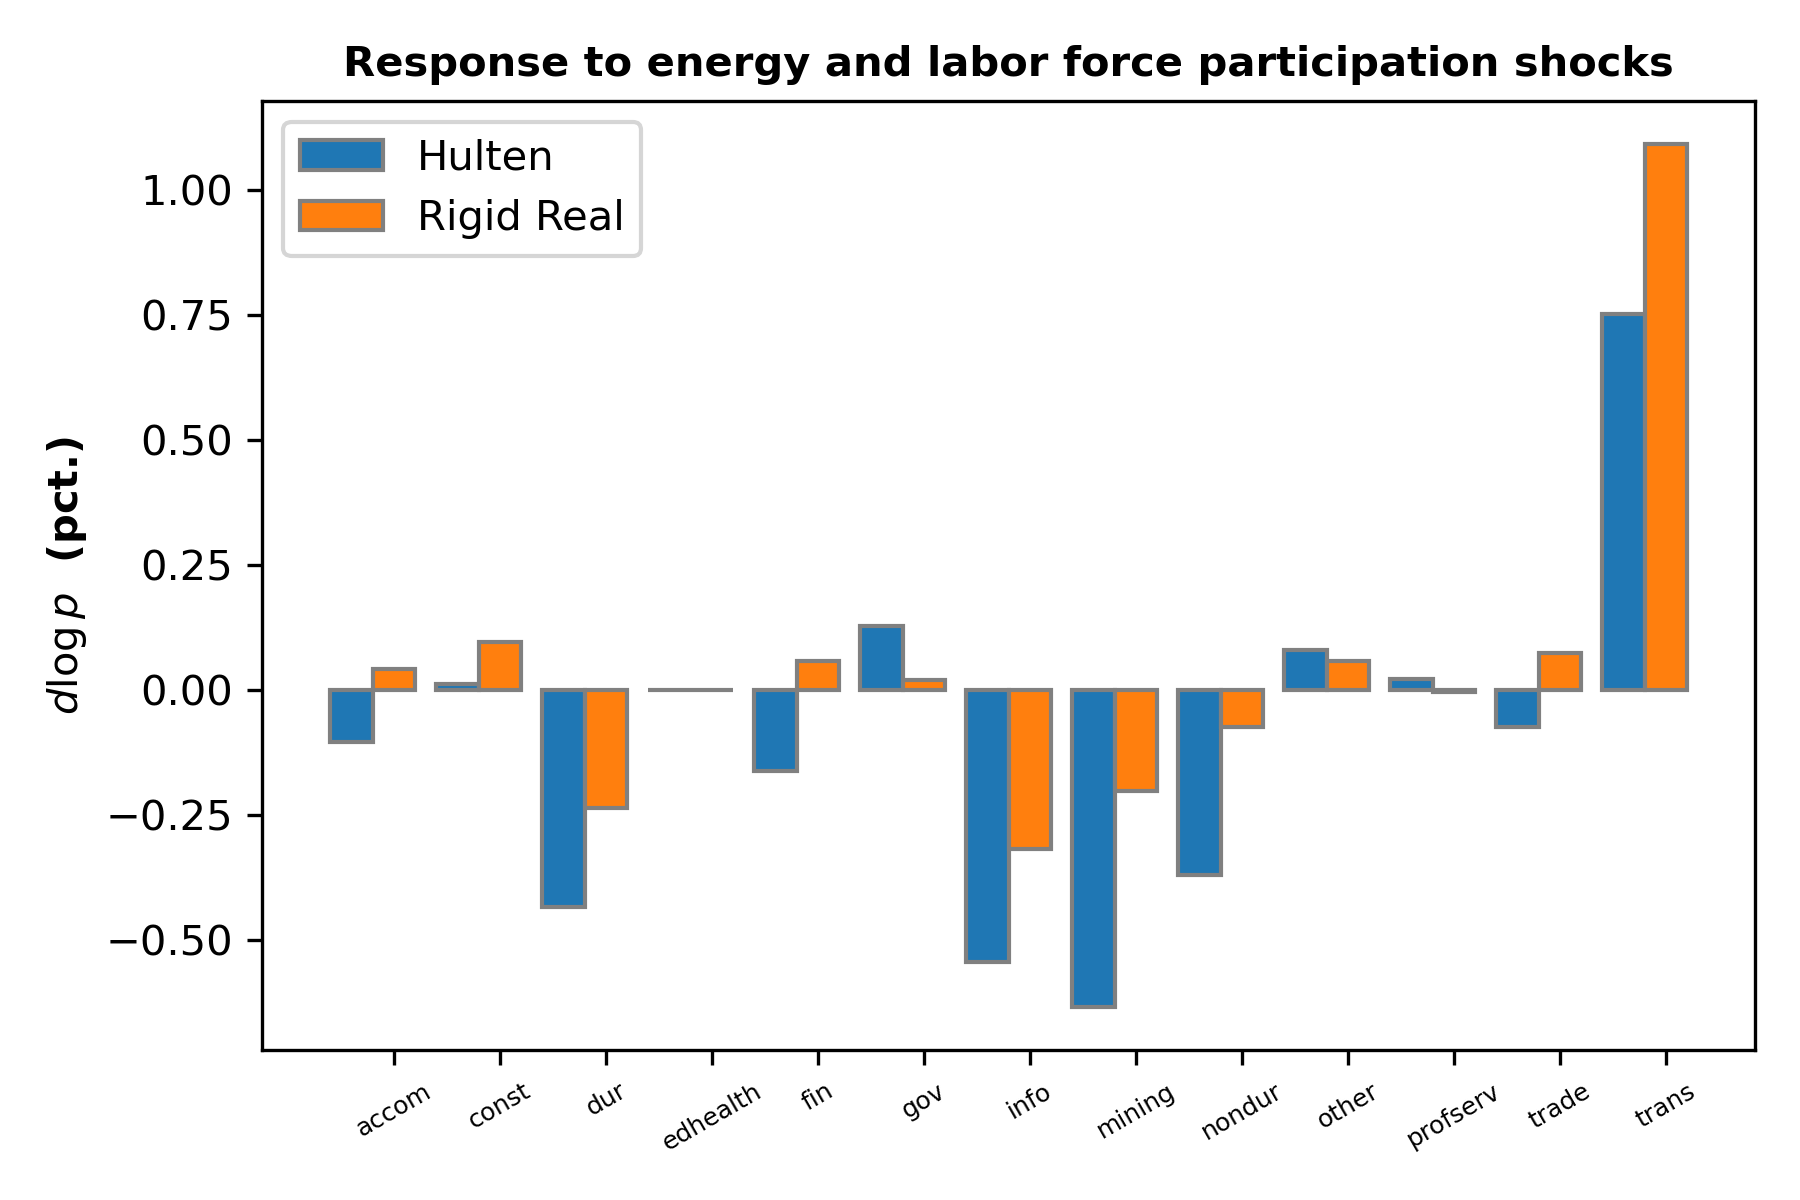 Response to energy and labor force participation shocks
Hulten
Rigid Real
1.00
0.75
0.50
0.25
0.00
−0.25
−0.50
dlog p (pct.)
accom
const
dur
edhealth
fin
gov
info
mining
nondur
other
profserv
trade
trans